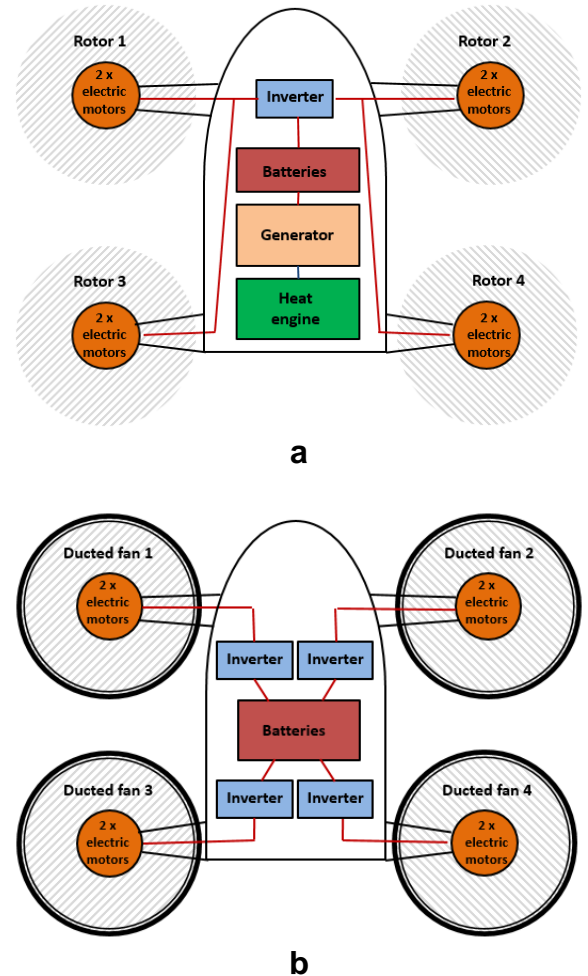 Rotor 1
Rotor 2
2 x
electric
motors
2 x
electric
motors
Inverter
Batteries
Generator
Heat
engine
Rotor 3
Rotor 4
2 x
electric
motors
2 x
electric
motors
a
Ducted fan 1
Ducted fan 2
2 x
electric
motors
2 x
electric
motors
Inverter
Inverter
Batteries
Inverter
Inverter
Ducted fan 3
Ducted fan 4
2 x
electric
motors
2 x
electric
motors
b